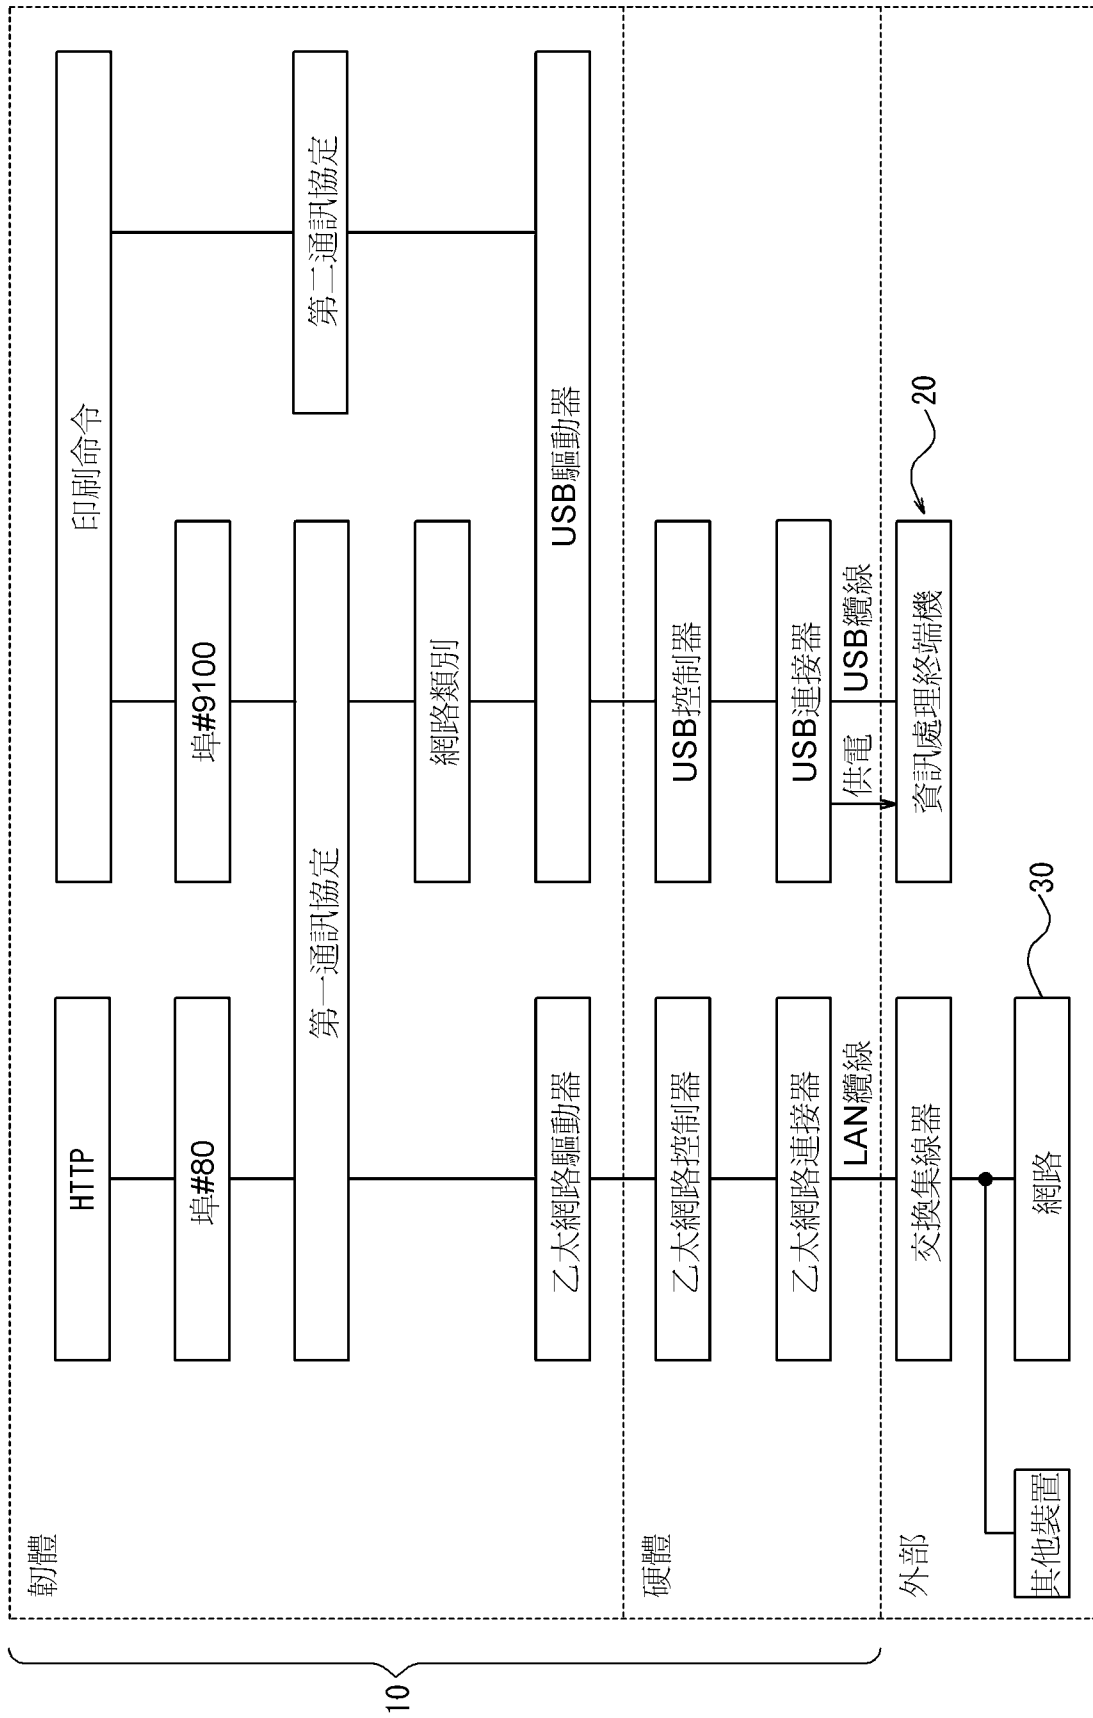 韌體
HTTP
印刷命令
埠#80
埠#9100
第一通訊協定
第二通訊協定
網路類別
乙太網路驅動器
USB驅動器
硬體
乙太網路控制器
USB控制器
乙太網路連接器
USB連接器
LAN纜線
供電
USB纜線
外部
交換集線器
資訊處理終端機
20
其他裝置
網路
30
10